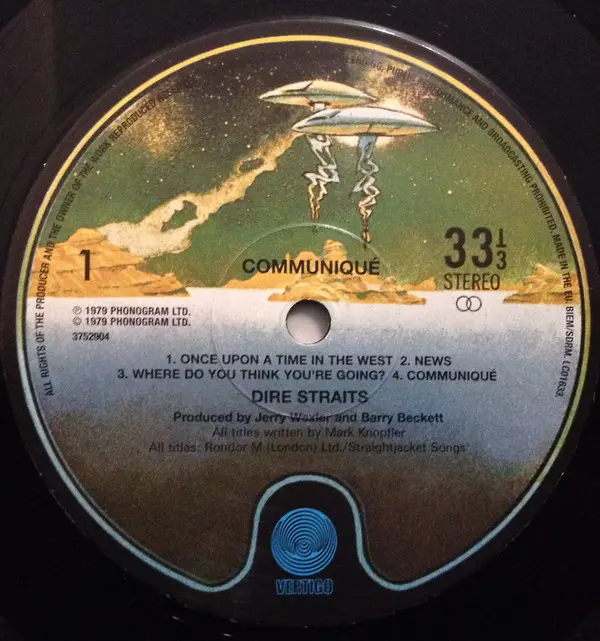 ALL RIGHTS OF THE PRODUCER AND THE OWNER OF THE WORK REPRODUCED RESERVED
LENDING, PUBLIC PERFORMANCE AND BROADCASTING PROHIBITED. MADE IN THE EU. BIEM/SDRM. LC01633.
1
COMMUNIQUÉ
33⅓
STEREO
℗ 1979 PHONOGRAM LTD.
© 1979 PHONOGRAM LTD.
3752904
1. ONCE UPON A TIME IN THE WEST 2. NEWS
3. WHERE DO YOU THINK YOU'RE GOING? 4. COMMUNIQUÉ
DIRE STRAITS
Produced by Jerry Wexler and Barry Beckett
All titles written by Mark Knopfler
All titles: Rondor M (London) Ltd./Straightjacket Songs
VERTIGO